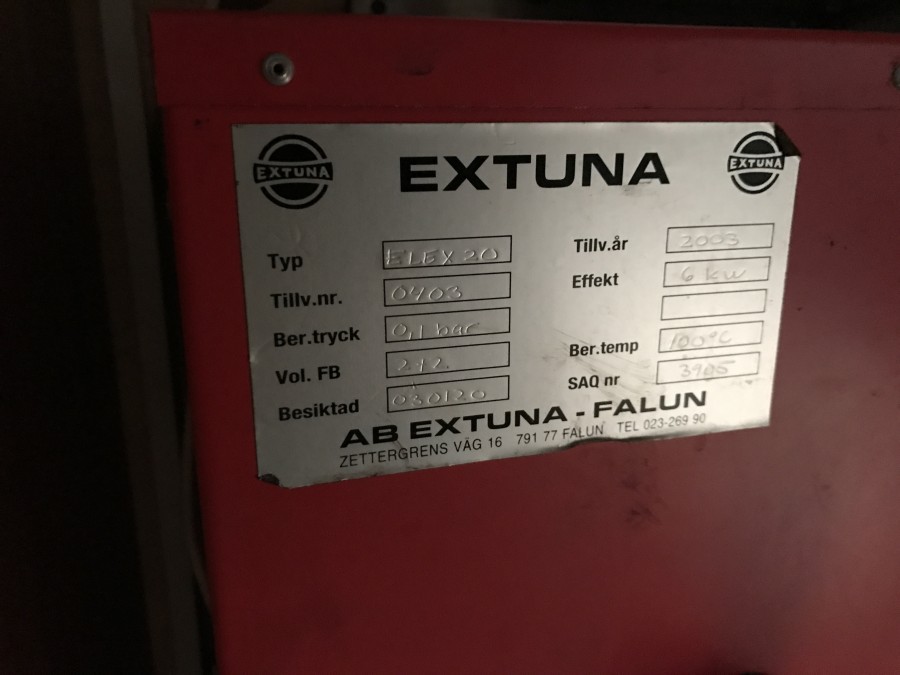 EXTUNA
EXTUNA
EXTUNA
Typ ELEX 20
Tillv.nr. 0403
Ber.tryck 0,1 bar
Vol. FB
Besiktad 030120
Tillv.år 2003
Effekt 6 kw
Ber.temp 100°C
SAQ nr
AB EXTUNA - FALUN
ZETTERGRENS VÄG 16 791 77 FALUN TEL 023-269 90